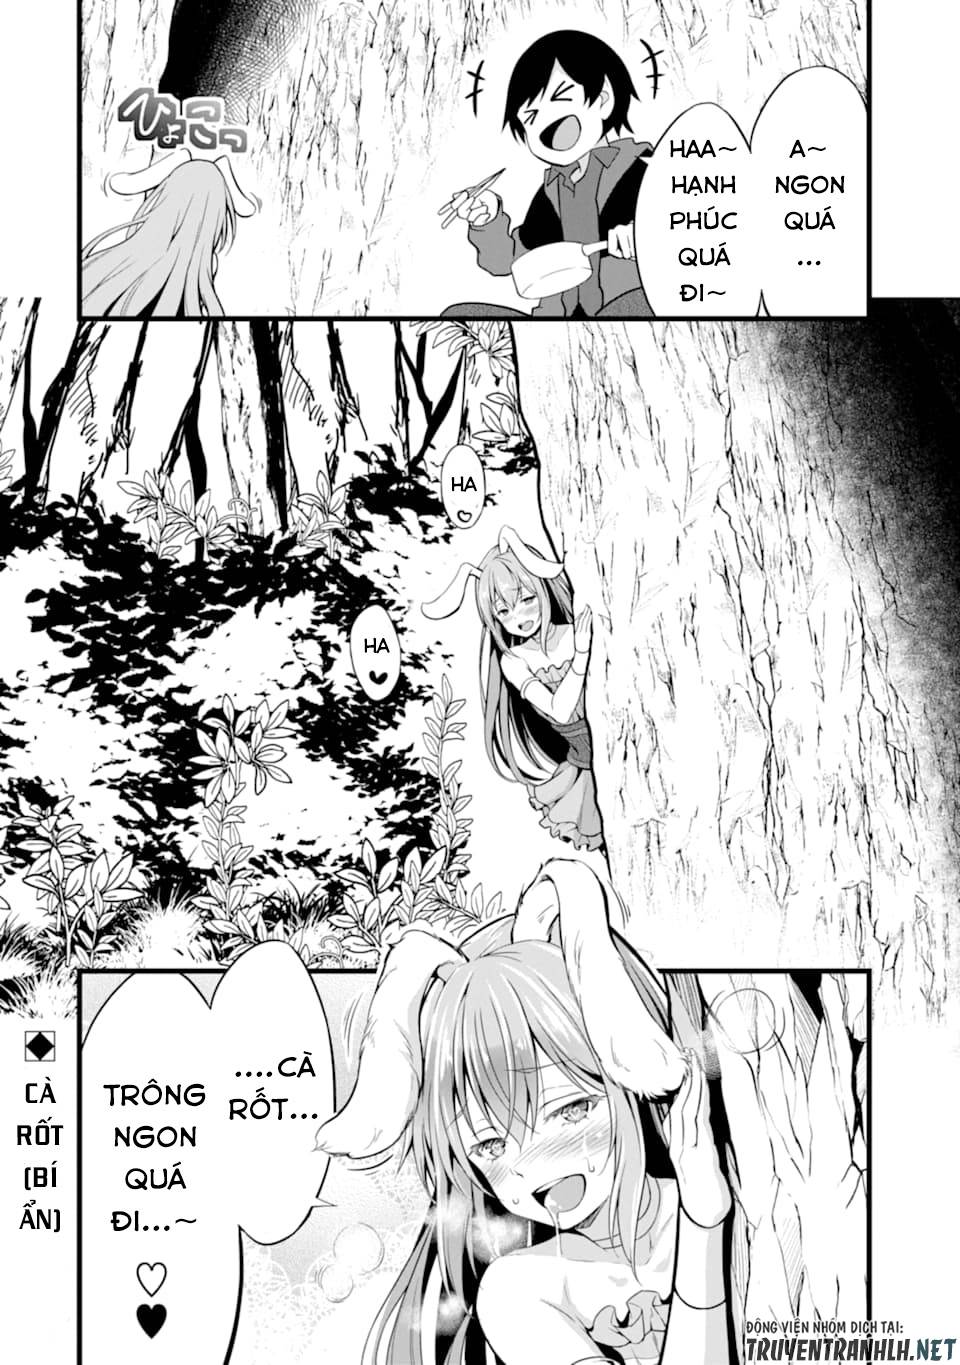 A~
NGON
QUÁ
...
HAA~
HẠNH
PHÚC
QUÁ
ĐI~
ひょこっ
HA
♡
HA
♥
....CÀ
RỐT...
TRÔNG
NGON
QUÁ
ĐI...~
♡
♥
CÀ
RỐT
(BÍ
ẨN)
ĐỘNG VIÊN NHÓM DỊCH TẠI:
TRUYENTRANHLH.NET